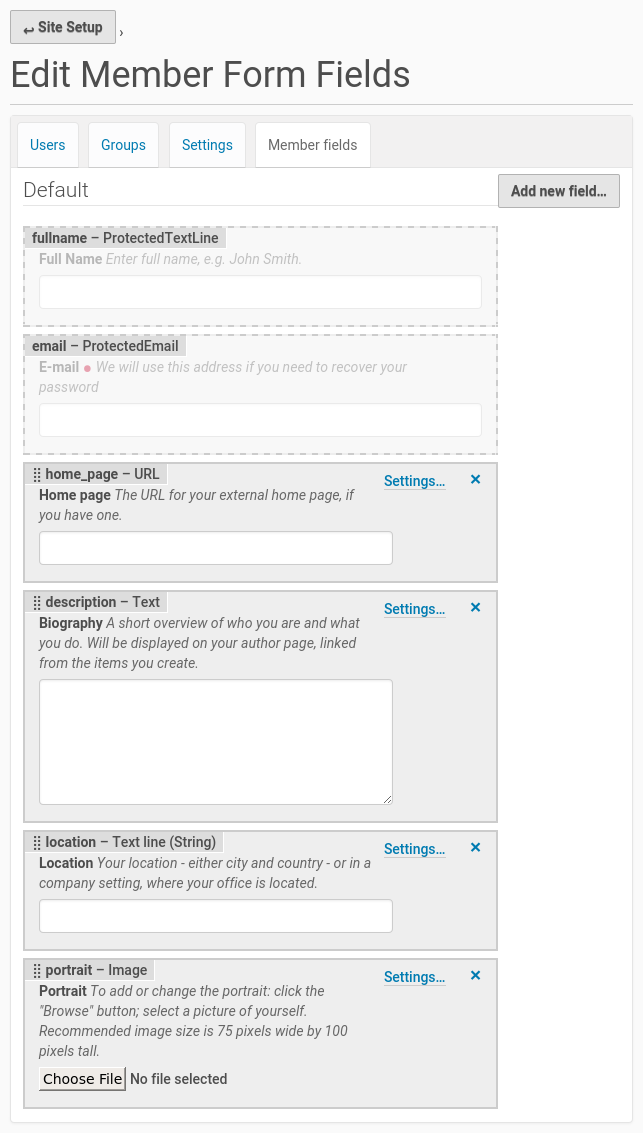 ↩ Site Setup ›
Edit Member Form Fields
Users Groups Settings Member fields
Default
Add new field…
fullname – ProtectedTextLine
Full Name Enter full name, e.g. John Smith.
email – ProtectedEmail
E-mail ● We will use this address if you need to recover your
password
home_page – URL
Settings… ✕
Home page The URL for your external home page, if
you have one.
description – Text
Settings… ✕
Biography A short overview of who you are and what
you do. Will be displayed on your author page, linked
from the items you create.
location – Text line (String)
Settings… ✕
Location Your location - either city and country - or in a
company setting, where your office is located.
portrait – Image
Settings… ✕
Portrait To add or change the portrait: click the
"Browse" button; select a picture of yourself.
Recommended image size is 75 pixels wide by 100
pixels tall.
Choose File No file selected